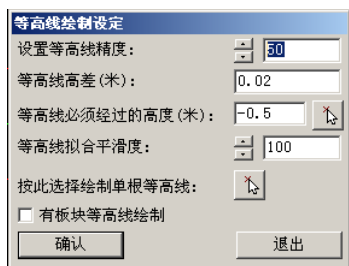 等高线绘制设定
设置等高线精度： 50
等高线高差(米)： 0.02
等高线必须经过的高度(米)： -0.5
等高线拟合平滑度： 100
按此选择绘制单根等高线：
有板块等高线绘制
确认 退出